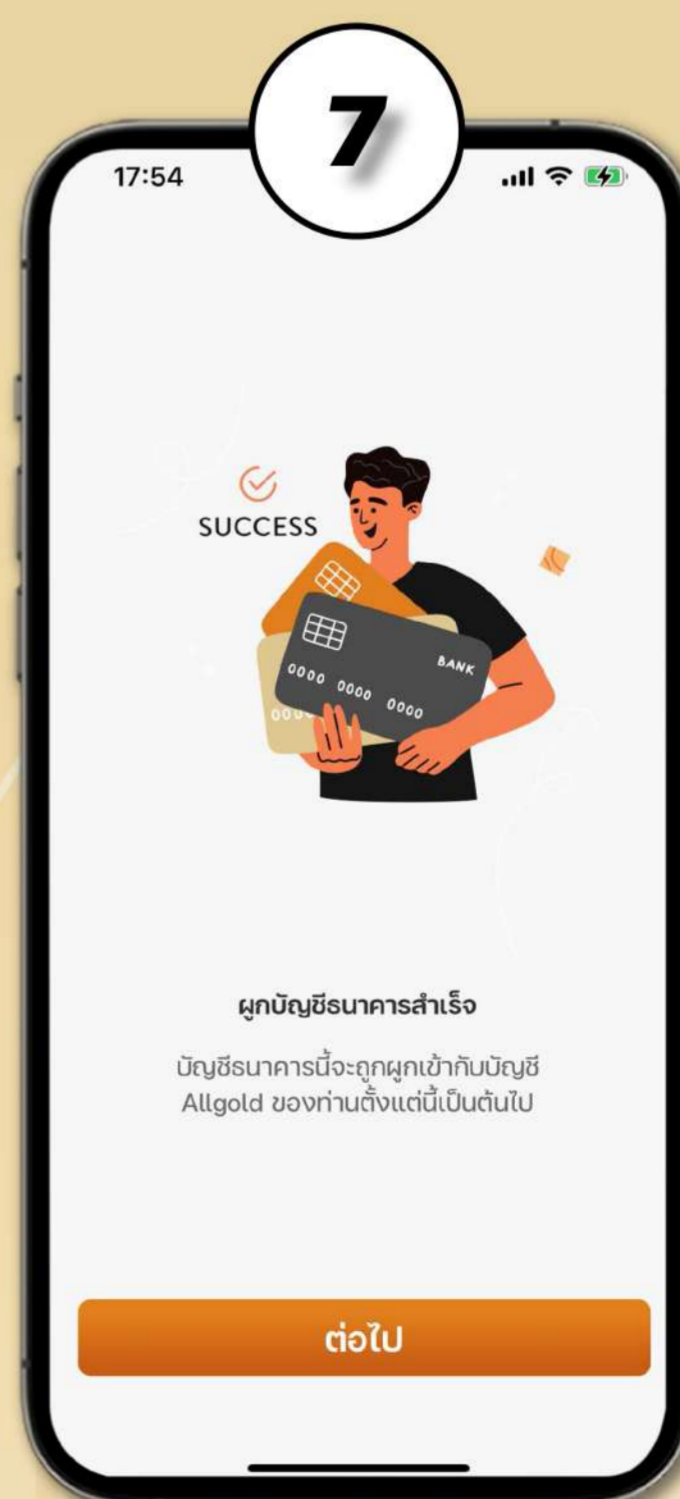 7
17:54
SUCCESS
BANK
0000 0000 0000
0000
ผูกบัญชีธนาคารสำเร็จ
บัญชีธนาคารนี้จะถูกผูกเข้ากับบัญชี
Allgold ของท่านตั้งแต่นี้เป็นต้นไป
ต่อไป